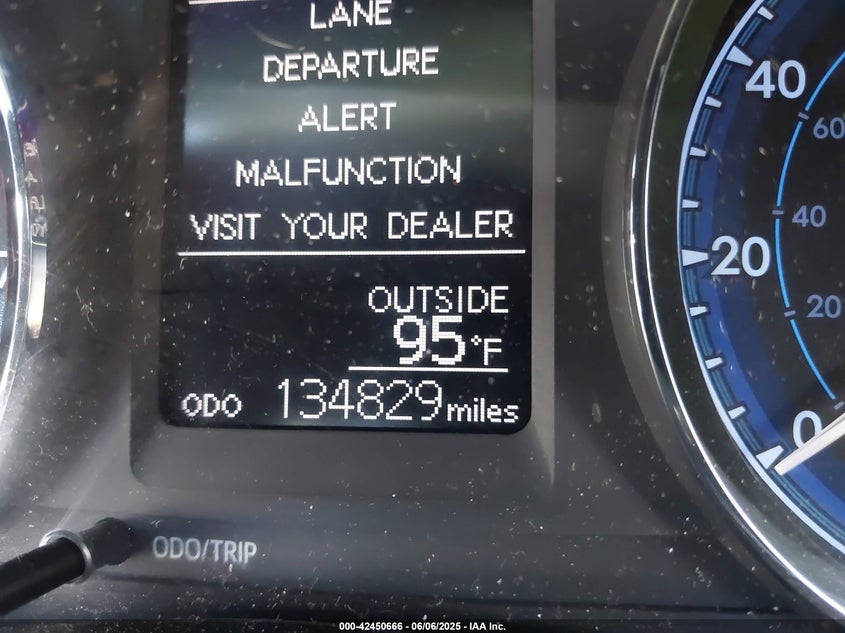 LANE
DEPARTURE
ALERT
MALFUNCTION
VISIT YOUR DEALER
OUTSIDE
95°F
ODO 134829 miles
ODO/TRIP
40
60
40
20
20
0
000-42450666 - 06/06/2025 - IAA Inc.